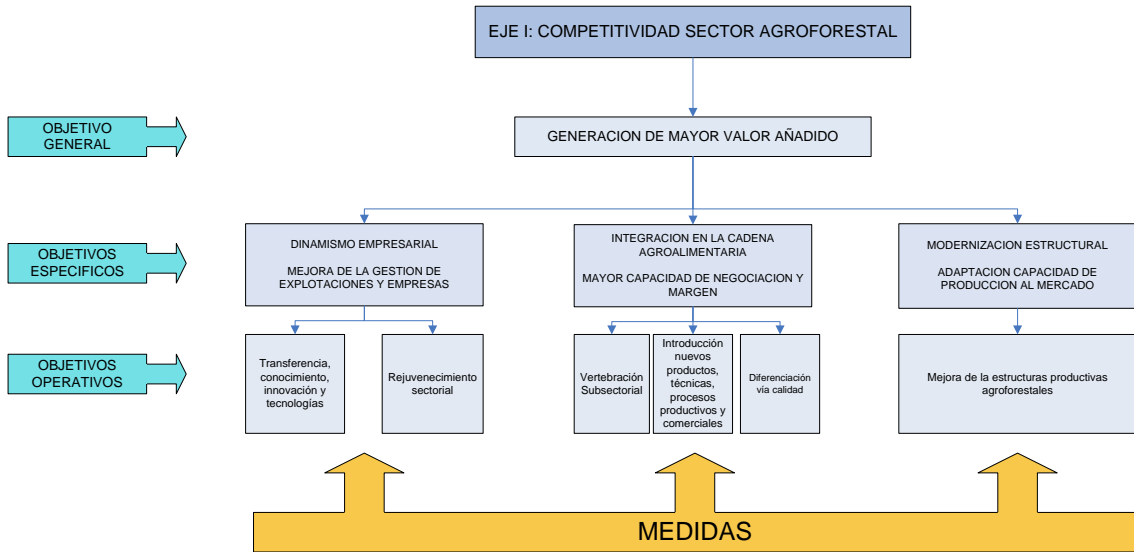 EJE I: COMPETITIVIDAD SECTOR AGROFORESTAL
OBJETIVO
GENERAL
GENERACION DE MAYOR VALOR AÑADIDO
OBJETIVOS
ESPECIFICOS
DINAMISMO EMPRESARIAL
MEJORA DE LA GESTION DE
EXPLOTACIONES Y EMPRESAS
INTEGRACION EN LA CADENA
AGROALIMENTARIA
MAYOR CAPACIDAD DE NEGOCIACION Y
MARGEN
MODERNIZACION ESTRUCTURAL
ADAPTACION CAPACIDAD DE
PRODUCCION AL MERCADO
OBJETIVOS
OPERATIVOS
Transferencia,
conocimiento,
innovación y
tecnologías
Rejuvenecimiento
sectorial
Vertebración
Subsectorial
Introducción
nuevos
productos,
técnicas,
procesos
productivos y
comerciales
Diferenciación
vía calidad
Mejora de la estructuras productivas
agroforestales
MEDIDAS